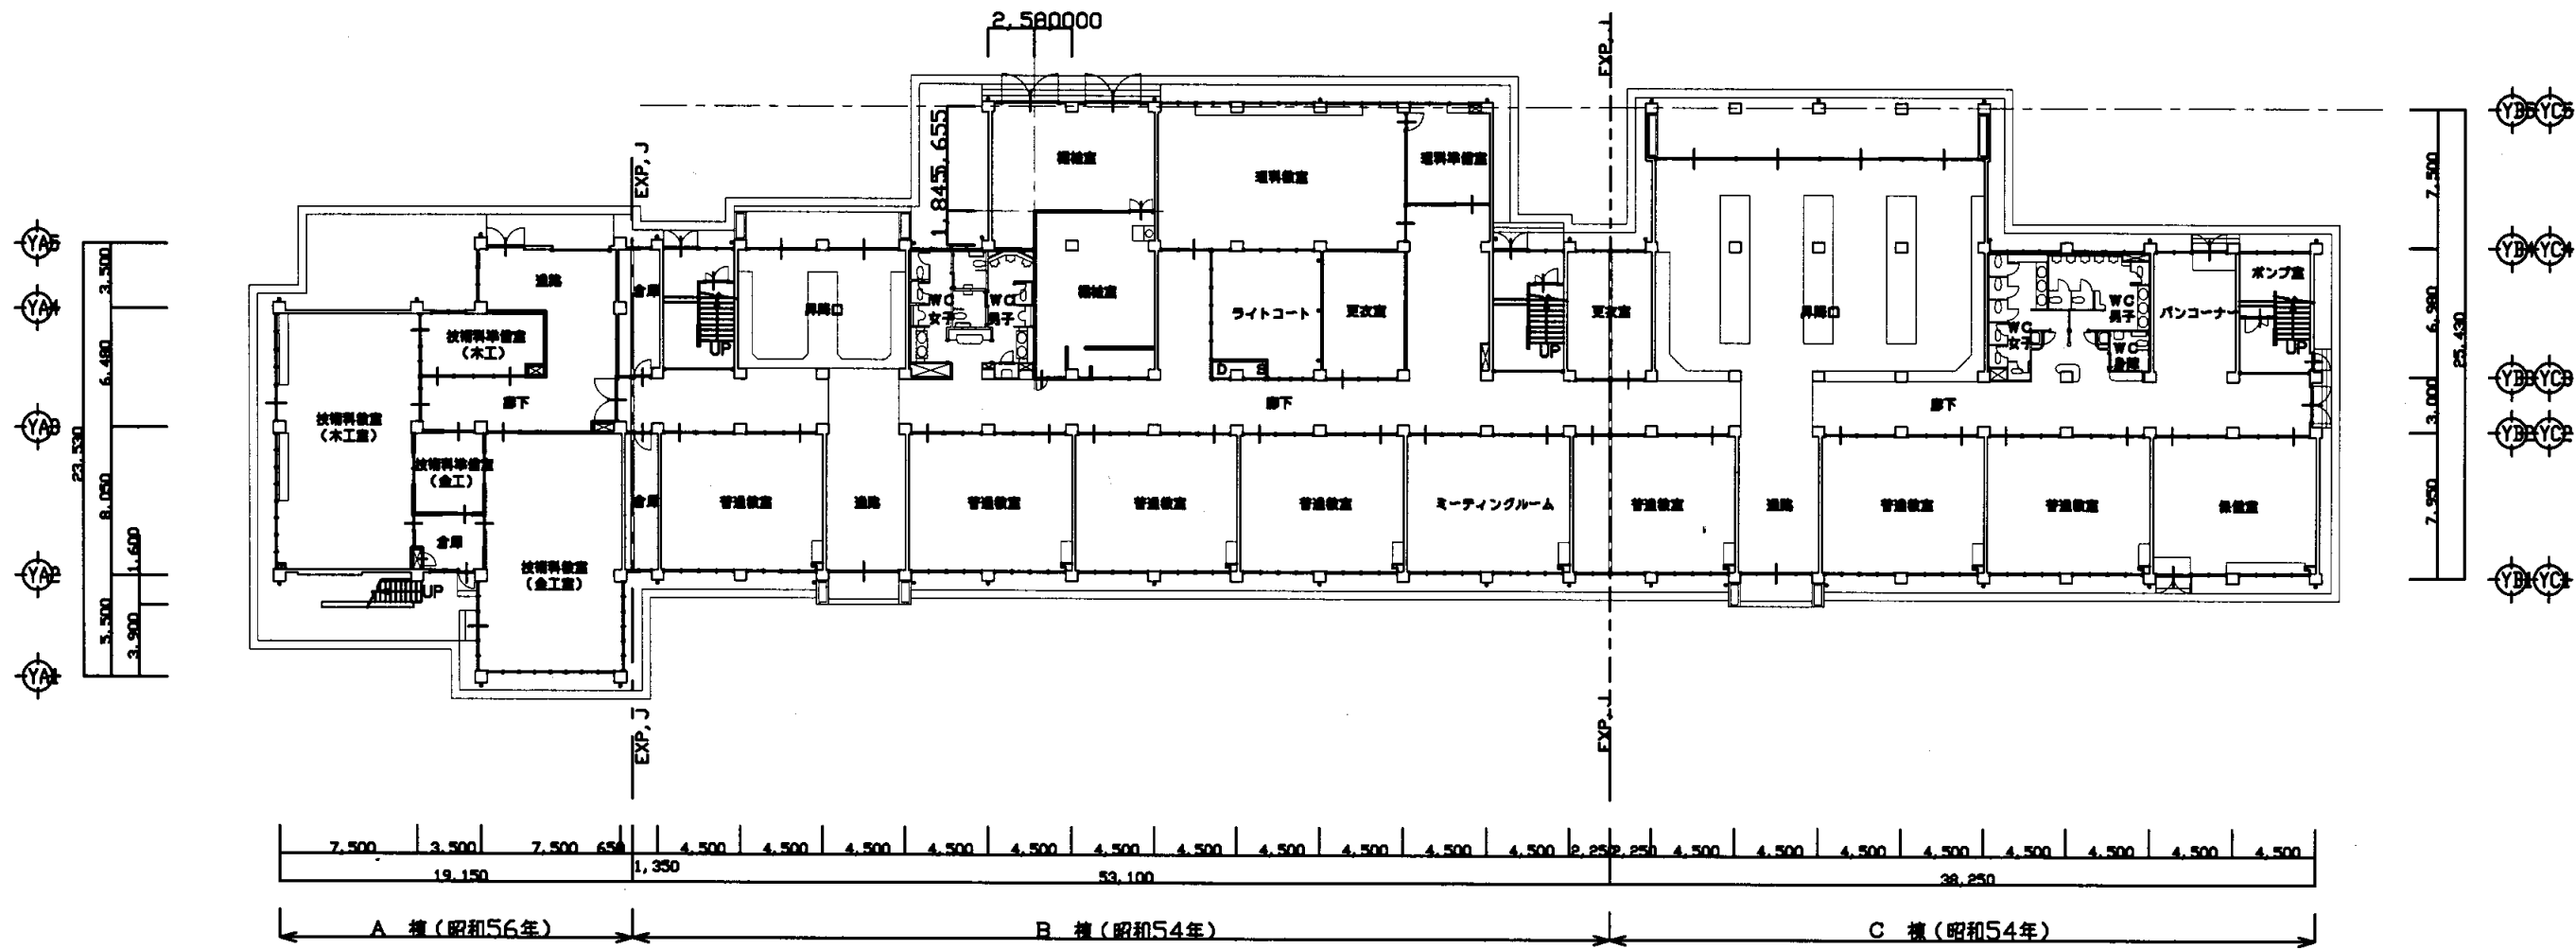 2,580000
EXP,J
EXP,J
5,655
1,845
機械室
理科教室
理科準備室
YA5
YA4
YA3
YA2
YA1
3,500
6,480
8,050
5,500
23,530
1,600
3,900
通路
倉庫
昇降口
WC
女子
WC
男子
機械室
ライトコート
更衣室
更衣室
昇降口
WC
女子
WC
男子
WC
身障
パンコーナー
ポンプ室
UP
UP
UP
D
S
技術科準備室
(木工)
廊下
廊下
廊下
技術科教室
(木工室)
技術科準備室
(金工)
倉庫
技術科教室
(金工室)
倉庫
普通教室
通路
普通教室
普通教室
普通教室
ミーティングルーム
普通教室
通路
普通教室
普通教室
保健室
UP
YB5 YC5
YB4 YC4
YB3 YC3
YB2 YC2
YB1 YC1
7,500
6,980
3,000
7,950
25,430
EXP,J
EXP,J
7,500 3,500 7,500 650 4,500 4,500 4,500 4,500 4,500 4,500 4,500 4,500 4,500 4,500 4,500 2,250 2,250 4,500 4,500 4,500 4,500 4,500 4,500 4,500 4,500
19,150 1,350 53,100 38,250
A 棟(昭和56年) B 棟(昭和54年) C 棟(昭和54年)